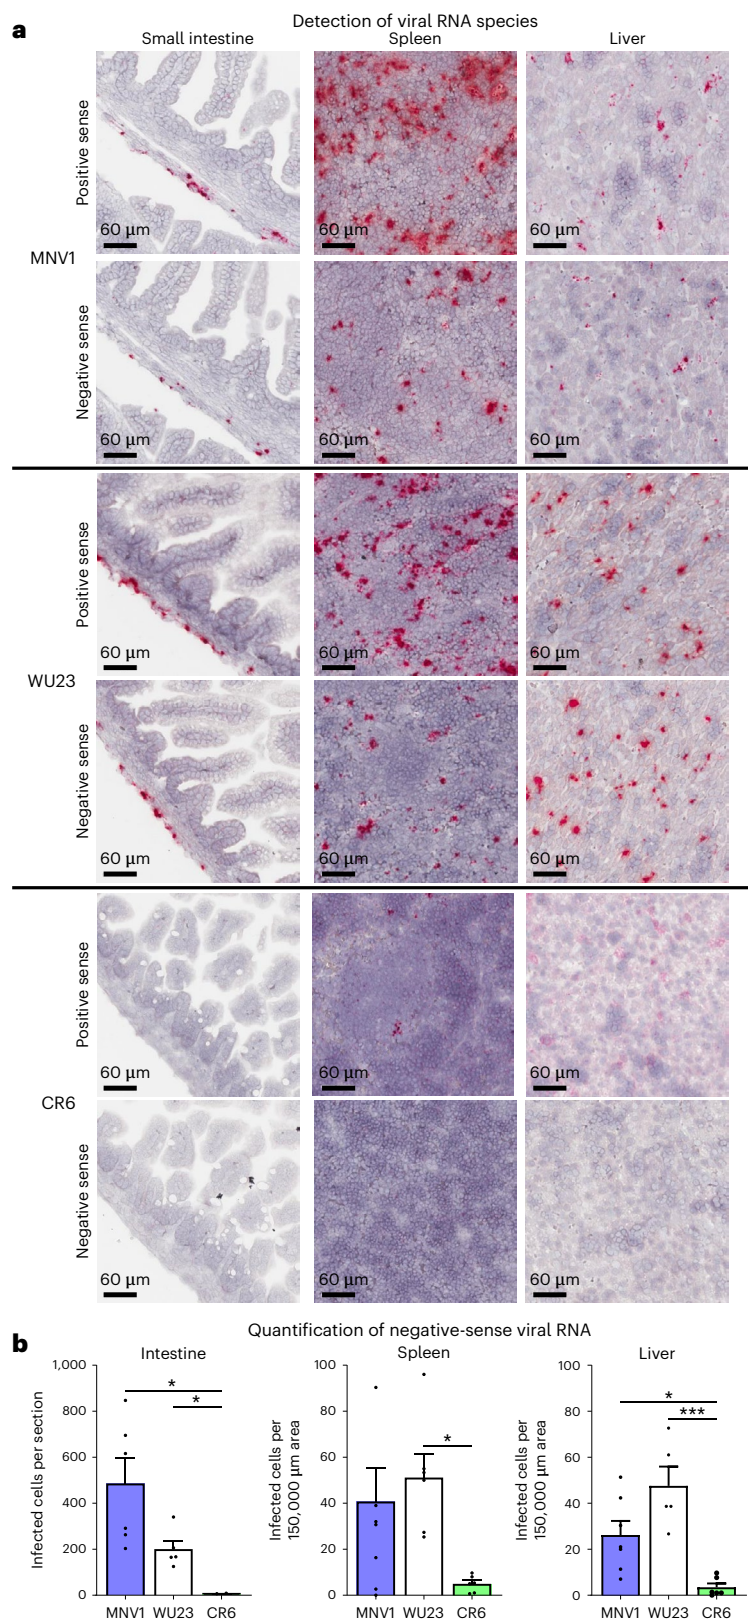 a
Detection of viral RNA species
Small intestine Spleen Liver
MNV1
Positive sense
60 µm 60 µm 60 µm
Negative sense
60 µm 60 µm 60 µm
WU23
Positive sense
60 µm 60 µm 60 µm
Negative sense
60 µm 60 µm 60 µm
CR6
Positive sense
60 µm 60 µm 60 µm
Negative sense
60 µm 60 µm 60 µm
b
Quantification of negative-sense viral RNA
Intestine
Infected cells per section
1,000
800
600
400
200
0
*
*
MNV1 WU23 CR6
Spleen
Infected cells per
150,000 µm area
100
80
60
40
20
0
*
MNV1 WU23 CR6
Liver
Infected cells per
150,000 µm area
100
80
60
40
20
0
*
***
MNV1 WU23 CR6